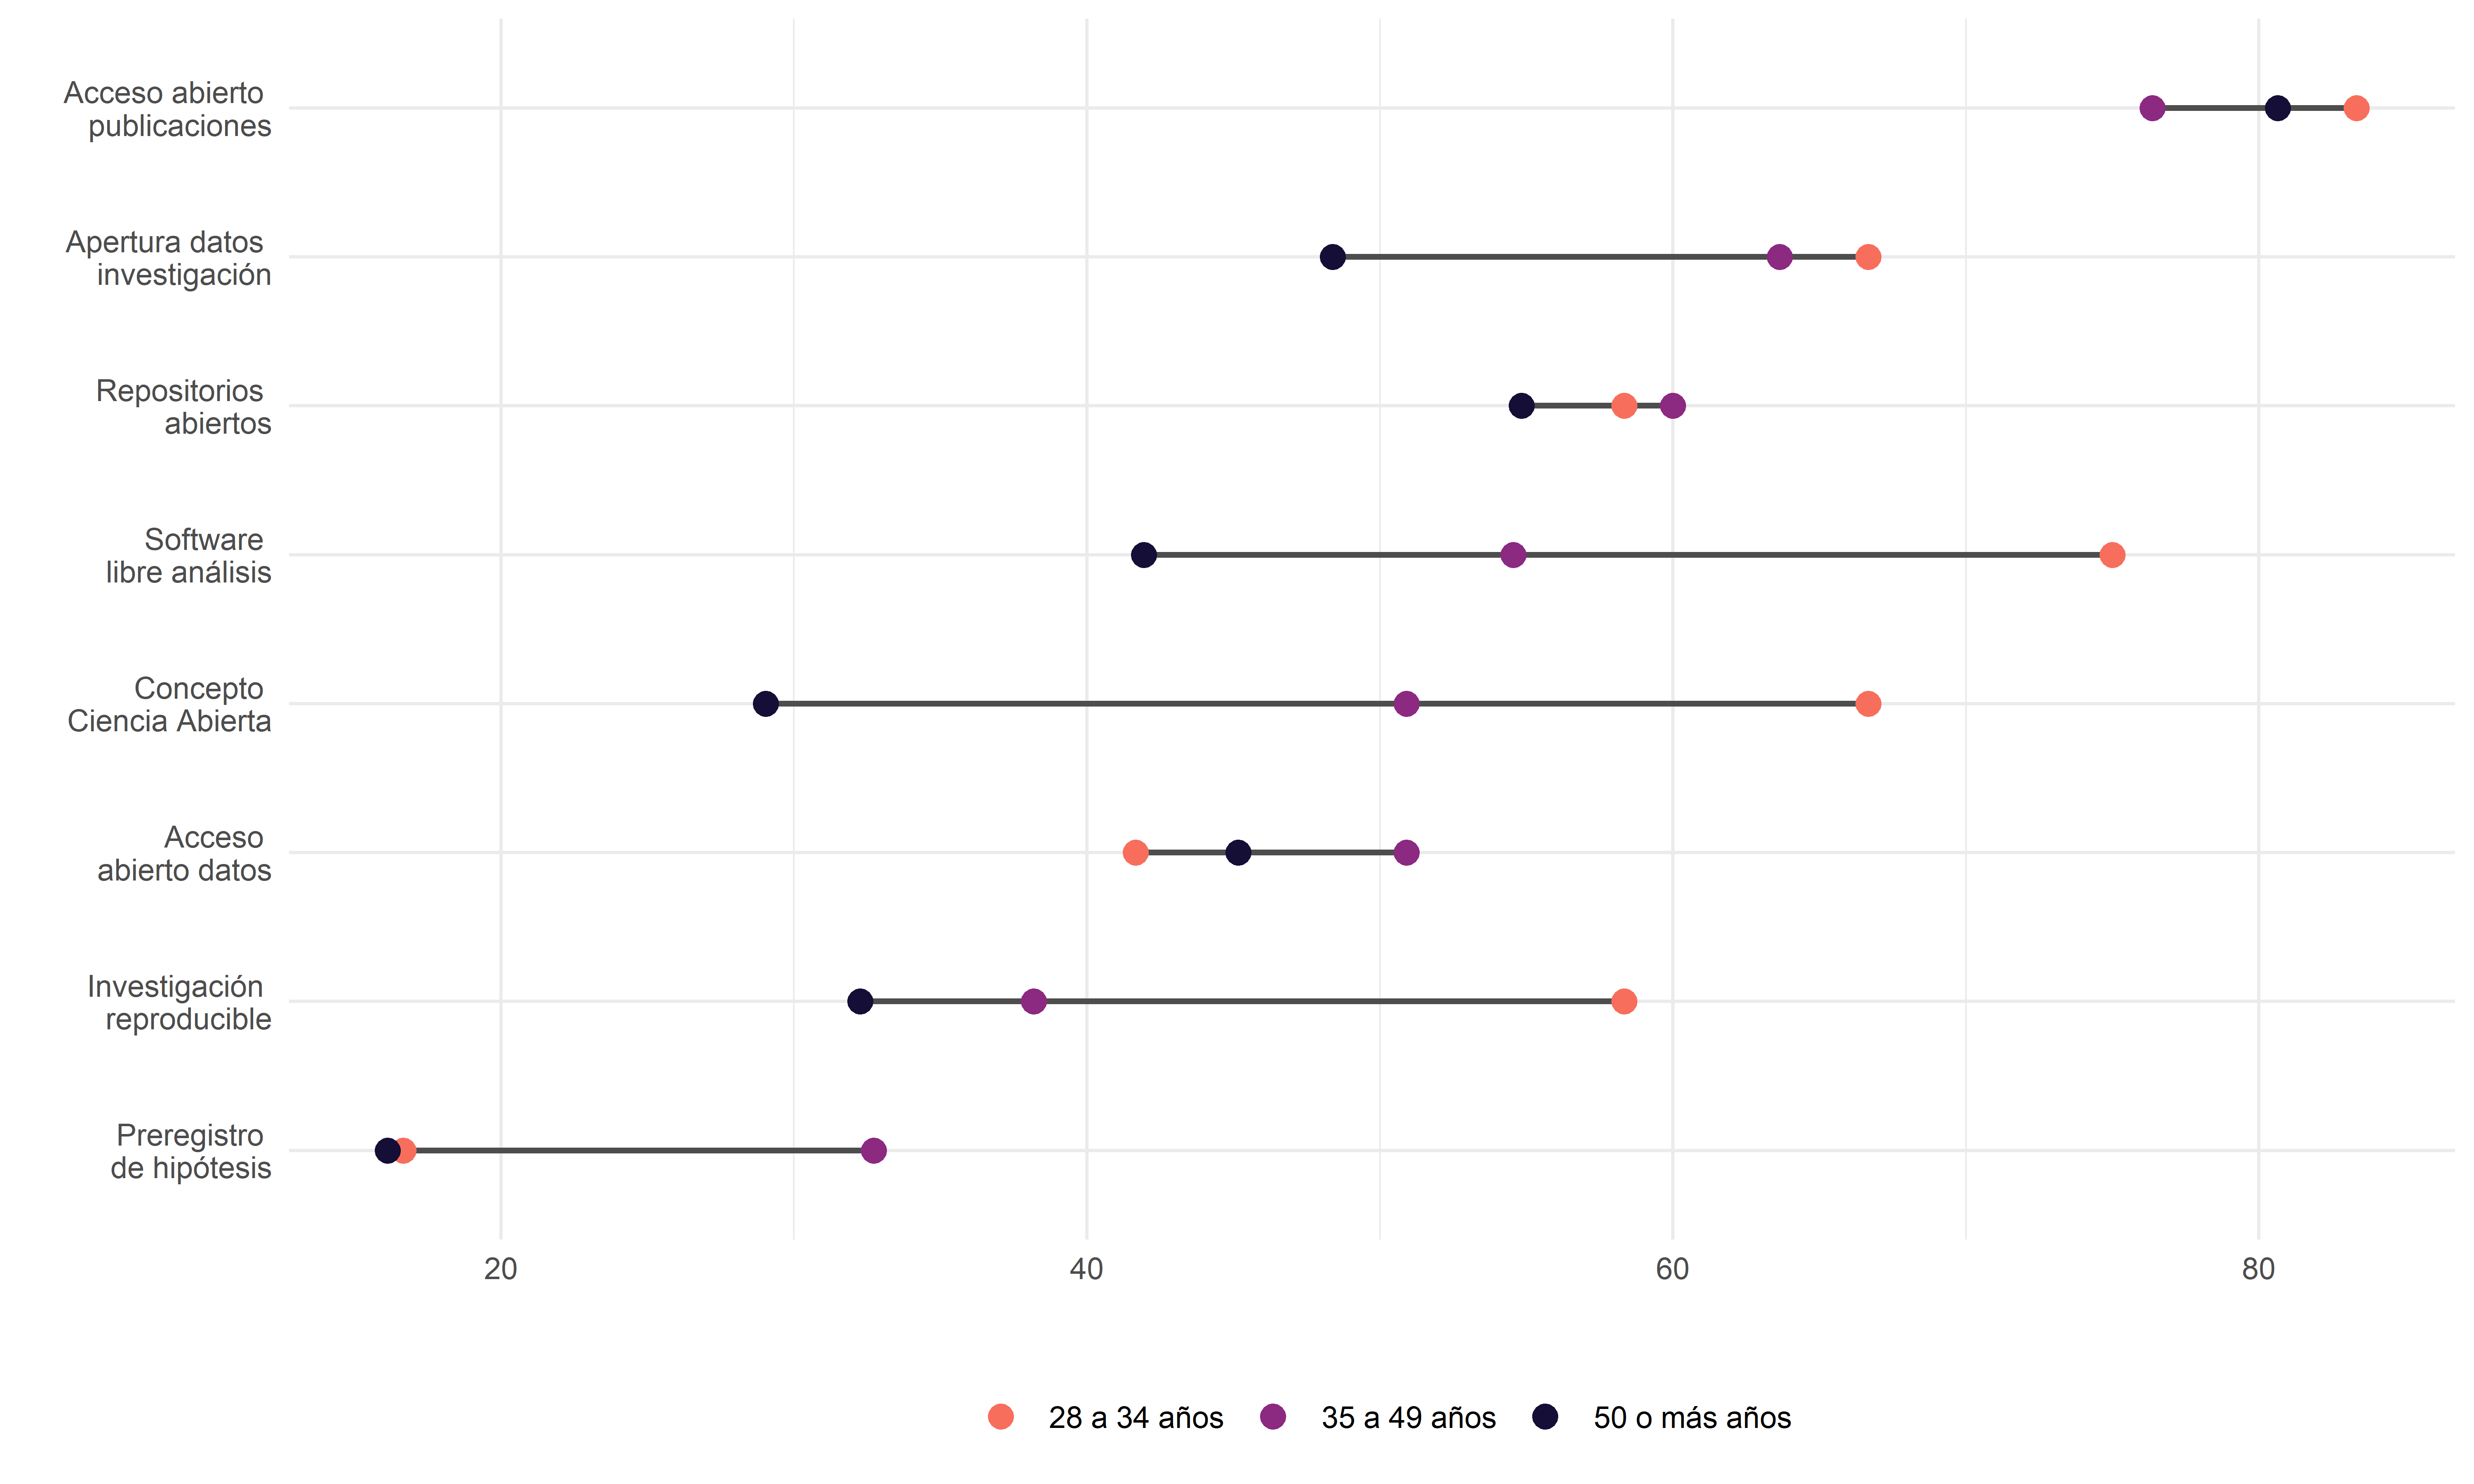 Acceso abierto
publicaciones
Apertura datos
investigación
Repositorios
abiertos
Software
libre análisis
Concepto
Ciencia Abierta
Acceso
abierto datos
Investigación
reproducible
Preregistro
de hipótesis
20 40 60 80
28 a 34 años 35 a 49 años 50 o más años